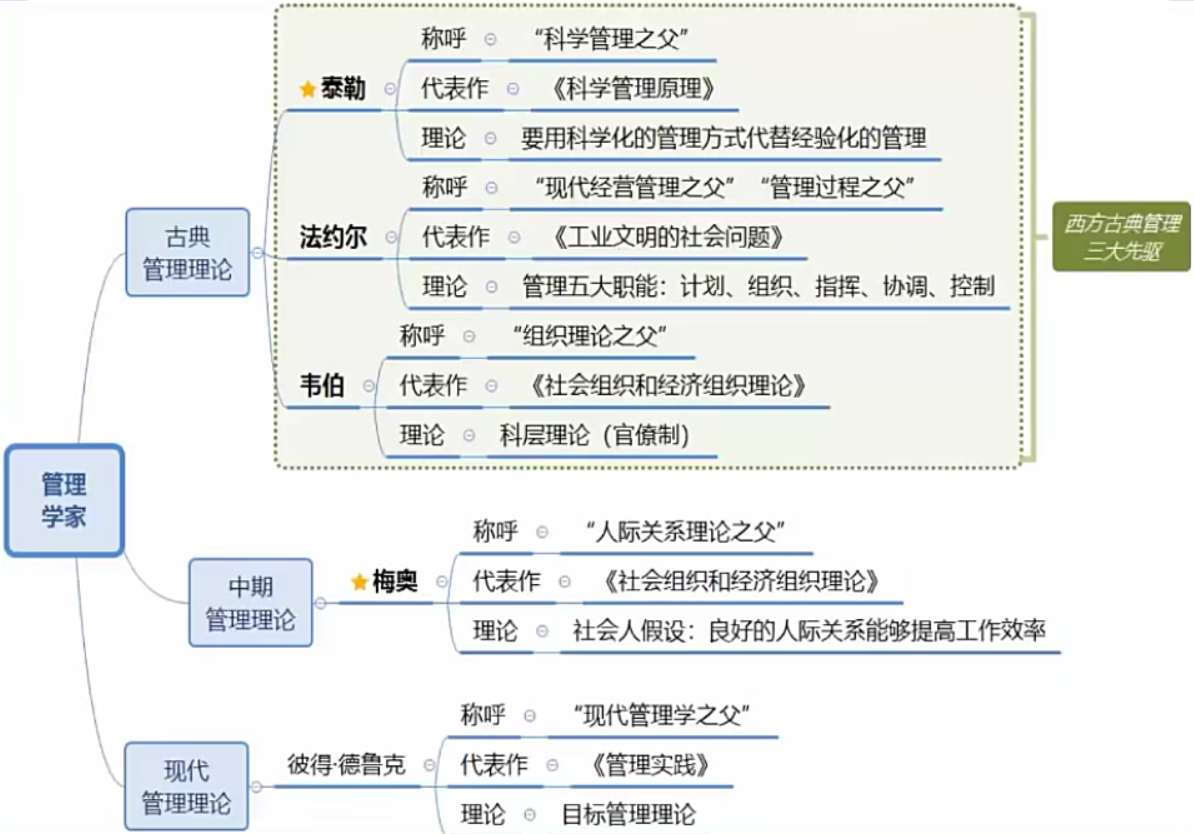 管理
学家
古典
管理理论
泰勒
称呼 “科学管理之父”
代表作 《科学管理原理》
理论 要用科学化的管理方式代替经验化的管理
法约尔
称呼 “现代经营管理之父” “管理过程之父”
代表作 《工业文明的社会问题》
理论 管理五大职能：计划、组织、指挥、协调、控制
韦伯
称呼 “组织理论之父”
代表作 《社会组织和经济组织理论》
理论 科层理论（官僚制）
西方古典管理
三大先驱
中期
管理理论
梅奥
称呼 “人际关系理论之父”
代表作 《社会组织和经济组织理论》
理论 社会人假设：良好的人际关系能够提高工作效率
现代
管理理论
彼得·德鲁克
称呼 “现代管理学之父”
代表作 《管理实践》
理论 目标管理理论